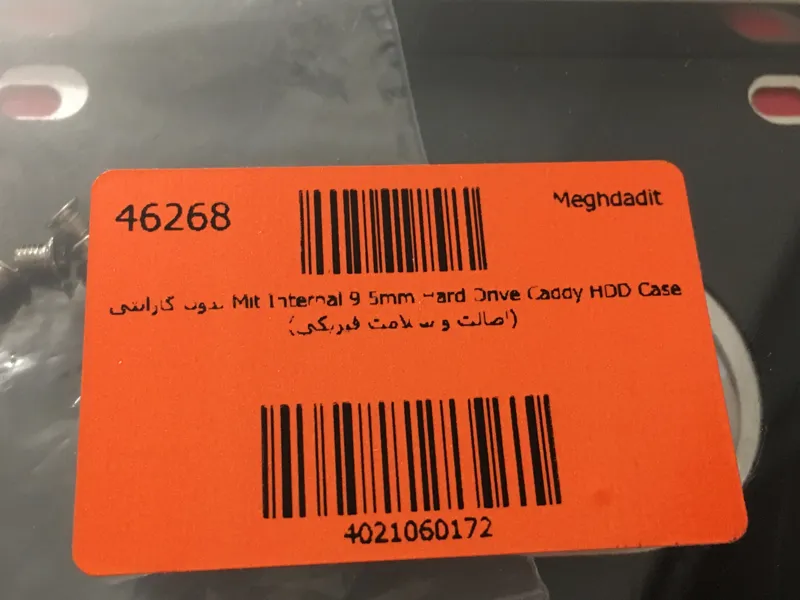 46268
Meghdadit
Mit Internal 9.5mm Hard Drive Caddy HDD Case بدون گارانتی
(اصالت و سلامت فیزیکی)
4021060172